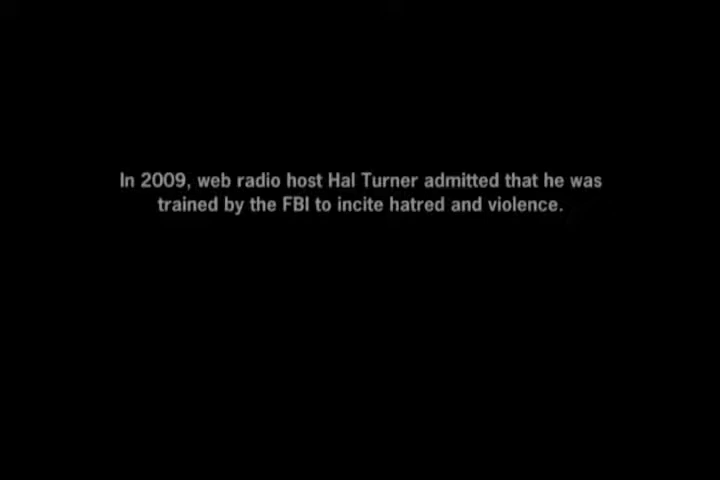 In 2009, web radio host Hal Turner admitted that he was
trained by the FBI to incite hatred and violence.